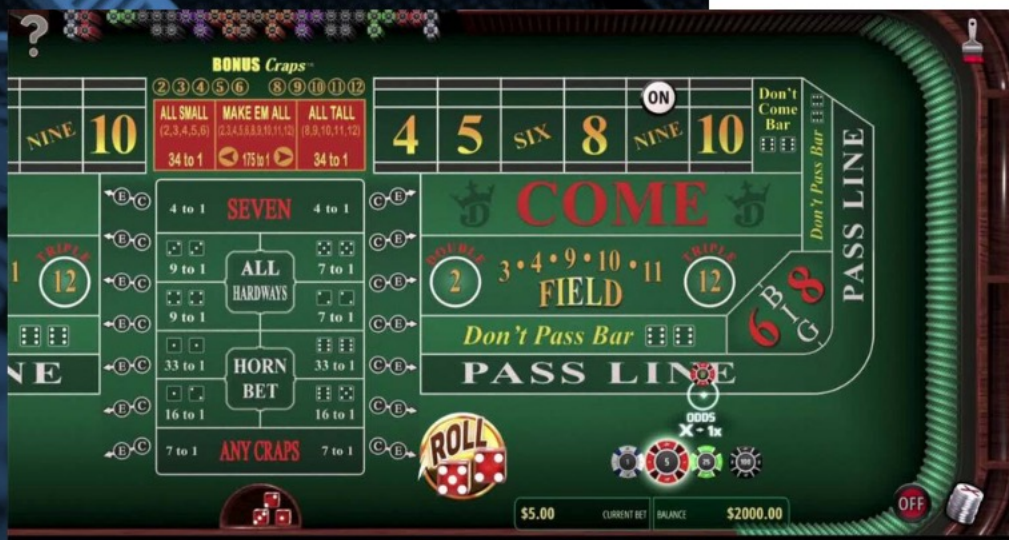 ?
BONUS Craps™
2 3 4 5 6 8 9 10 11 12
ALL SMALL MAKE EM ALL ALL TALL
(2,3,4,5,6) (2,3,4,5,6,8,9,10,11,12) (8,9,10,11,12)
34 to 1 175 to 1 34 to 1
NINE 10
4 5 SIX 8 NINE 10
ON
Don't
Come
Bar
Don't Pass Bar
PASS LINE
4 to 1 SEVEN 4 to 1
E C
C E
COME
D D
9 to 1 7 to 1
ALL
HARDWAYS
9 to 1 7 to 1
1 TRIPLE
12
DOUBLE
2
3 • 4 • 9 • 10 • 11
FIELD
TRIPLE
12
BIG
6 8
33 to 1 33 to 1
HORN
BET
16 to 1 16 to 1
Don't Pass Bar
NE
PASS LINE
7 to 1 ANY CRAPS 7 to 1
ROLL
ODDS
X - 1x
1 5 25 100
$5.00 CURRENT BET BALANCE $2000.00
OFF